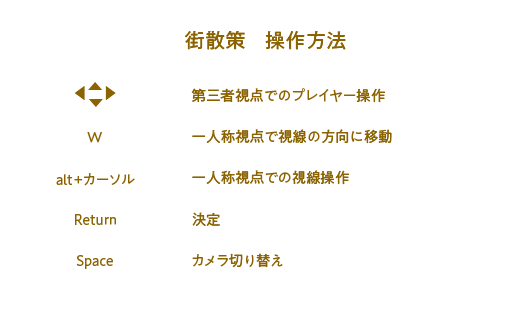 街散策　操作方法
第三者視点でのプレイヤー操作
W 一人称視点で視線の方向に移動
alt+カーソル 一人称視点での視線操作
Return 決定
Space カメラ切り替え